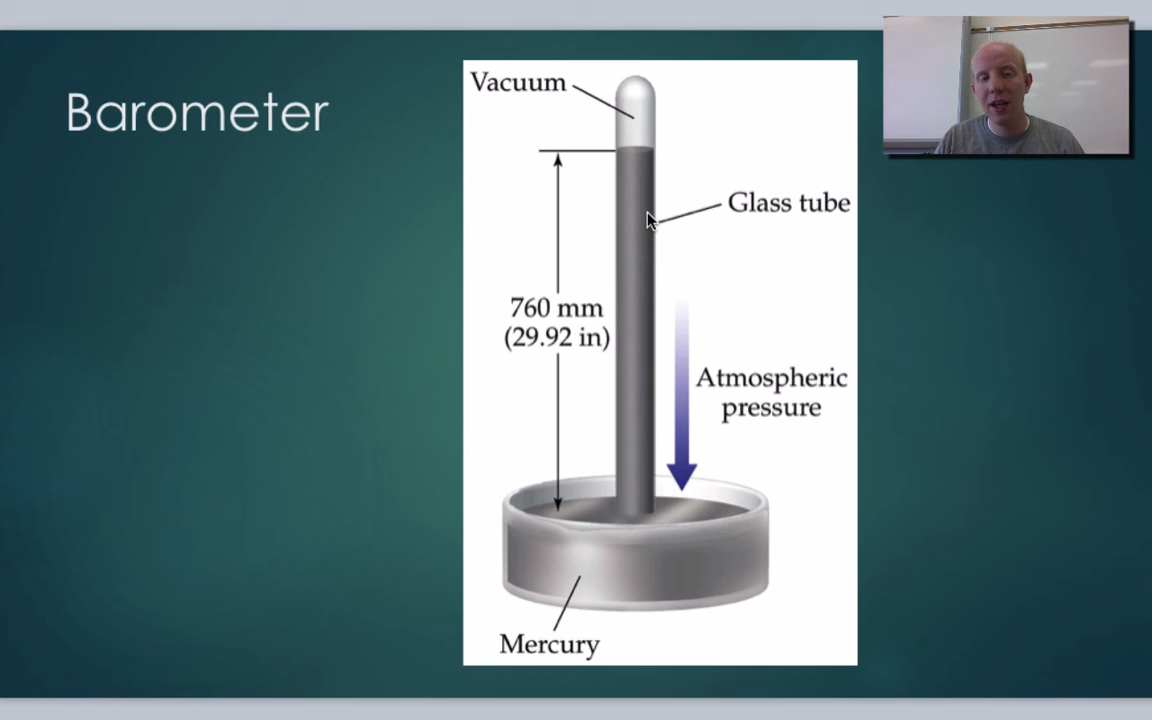 Barometer
Vacuum
Glass tube
760 mm
(29.92 in)
Atmospheric
pressure
Mercury